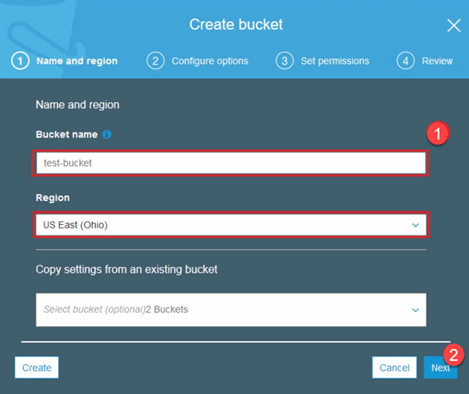 Create bucket
1 Name and region 2 Configure options 3 Set permissions 4 Review
Name and region
Bucket name
1
test-bucket
Region
US East (Ohio)
Copy settings from an existing bucket
Select bucket (optional)2 Buckets
2
Create Cancel Next